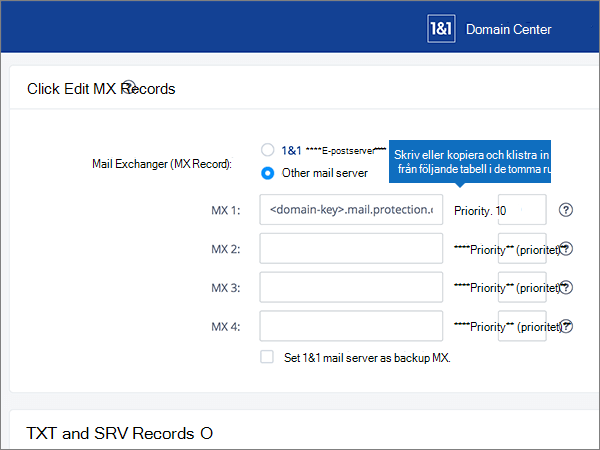 1&1 Domain Center
Click Edit MX Records
Mail Exchanger (MX Record):
1&1 ****E-postserver****
Other mail server
Skriv eller kopiera och klistra in
från följande tabell i de tomma
MX 1: <domain-key>.mail.protection. Priority. 10
MX 2: ****Priority** (prioritet)**
MX 3: ****Priority** (prioritet)**
MX 4: ****Priority** (prioritet)**
Set 1&1 mail server as backup MX.
TXT and SRV Records O